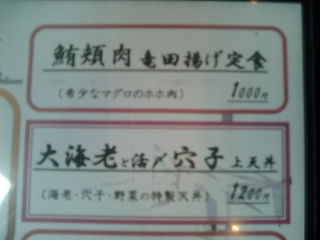 鮪頬肉竜田揚げ定食
(希少なマグロのホホ肉) 1000円
大海老と活〆穴子上天丼
(海老・穴子・野菜の特製天丼) 1200円